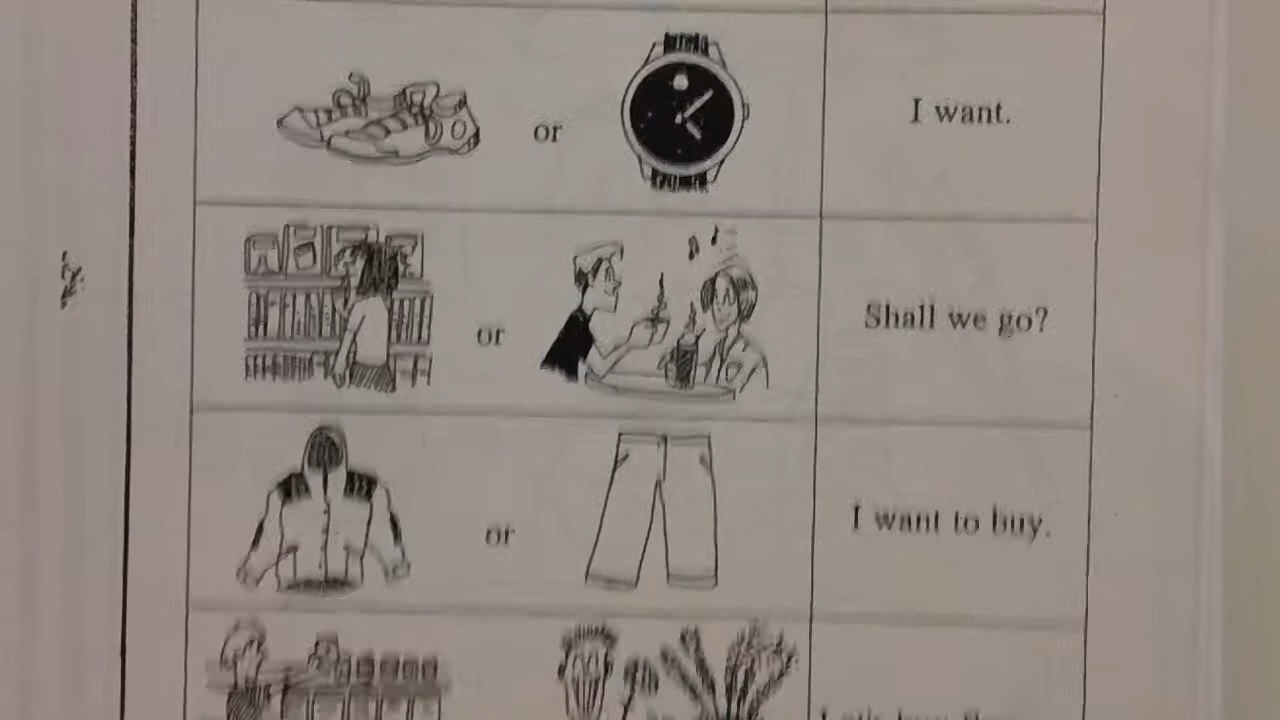 or
I want.
or
Shall we go?
or
I want to buy.